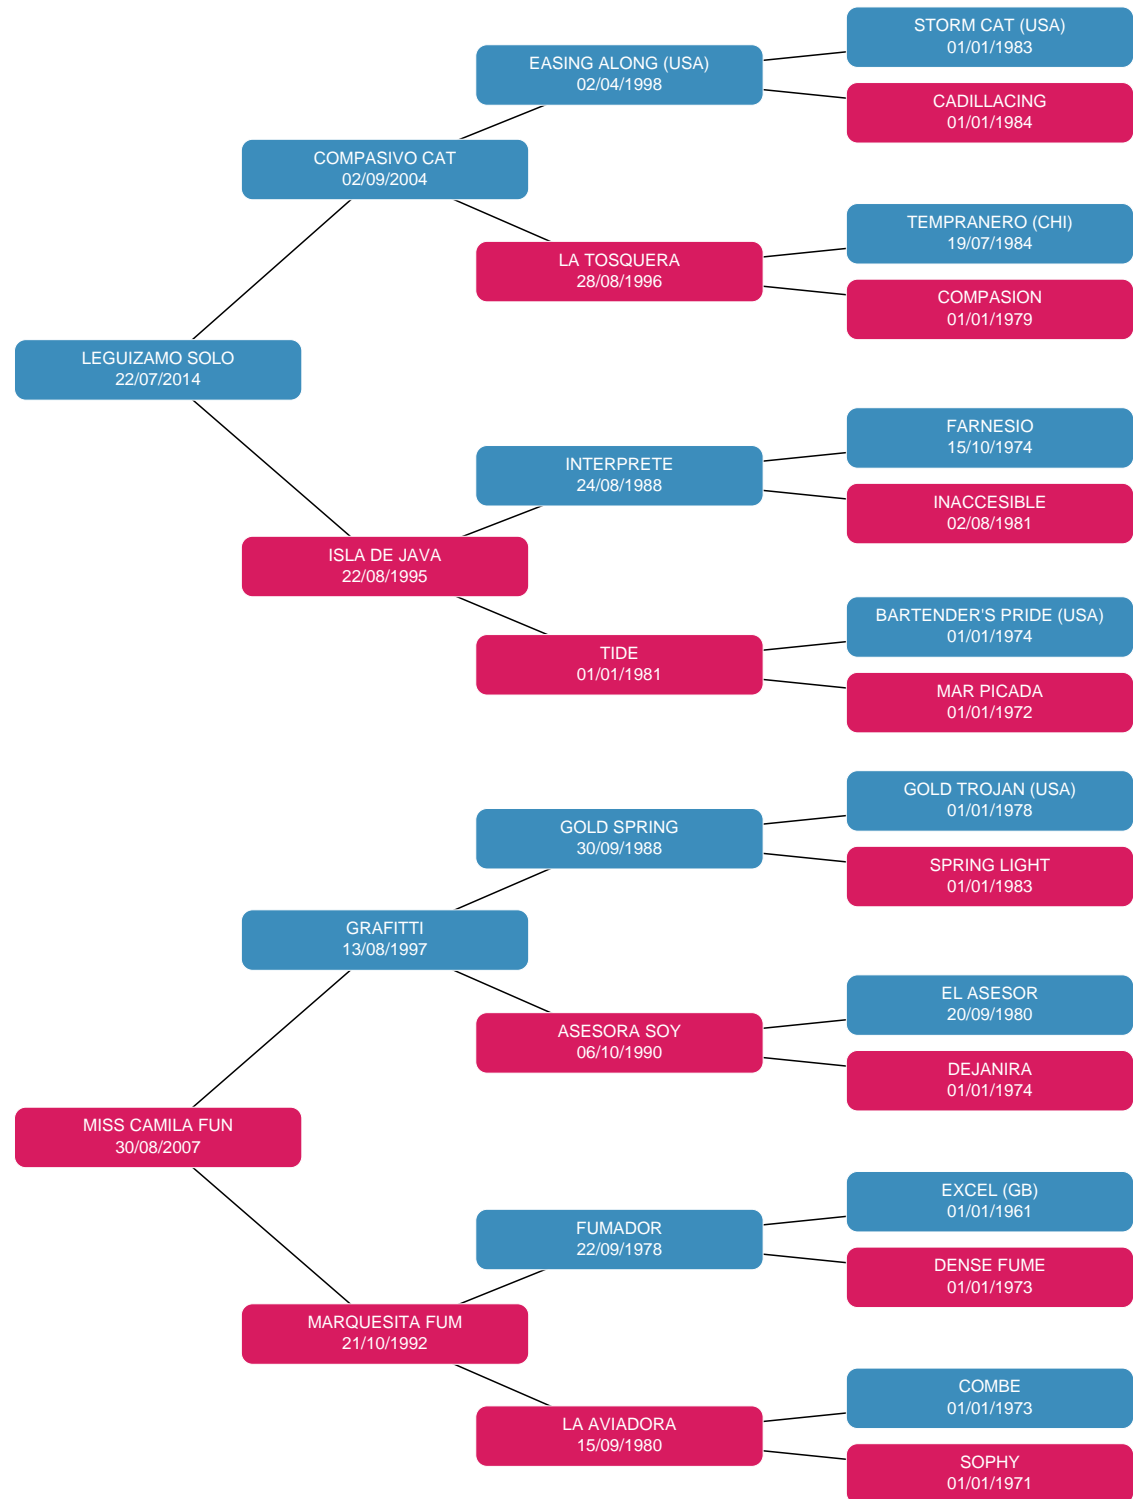 STORM CAT (USA)
01/01/1983
EASING ALONG (USA)
02/04/1998
CADILLACING
01/01/1984
COMPASIVO CAT
02/09/2004
TEMPRANERO (CHI)
19/07/1984
LA TOSQUERA
28/08/1996
COMPASION
01/01/1979
LEGUIZAMO SOLO
22/07/2014
FARNESIO
15/10/1974
INTERPRETE
24/08/1988
INACCESIBLE
02/08/1981
ISLA DE JAVA
22/08/1995
BARTENDER'S PRIDE (USA)
01/01/1974
TIDE
01/01/1981
MAR PICADA
01/01/1972
GOLD TROJAN (USA)
01/01/1978
GOLD SPRING
30/09/1988
SPRING LIGHT
01/01/1983
GRAFITTI
13/08/1997
EL ASESOR
20/09/1980
ASESORA SOY
06/10/1990
DEJANIRA
01/01/1974
MISS CAMILA FUN
30/08/2007
EXCEL (GB)
01/01/1961
FUMADOR
22/09/1978
DENSE FUME
01/01/1973
MARQUESITA FUM
21/10/1992
COMBE
01/01/1973
LA AVIADORA
15/09/1980
SOPHY
01/01/1971